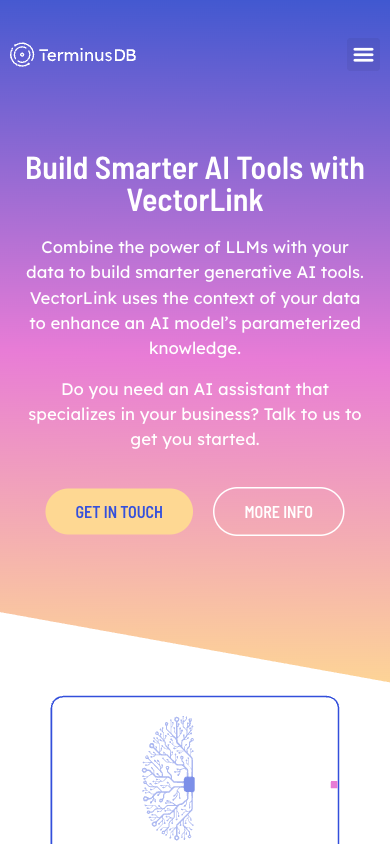 TerminusDB
Build Smarter AI Tools with
VectorLink
Combine the power of LLMs with your
data to build smarter generative AI tools.
VectorLink uses the context of your data
to enhance an AI model’s parameterized
knowledge.
Do you need an AI assistant that
specializes in your business? Talk to us to
get you started.
GET IN TOUCH
MORE INFO